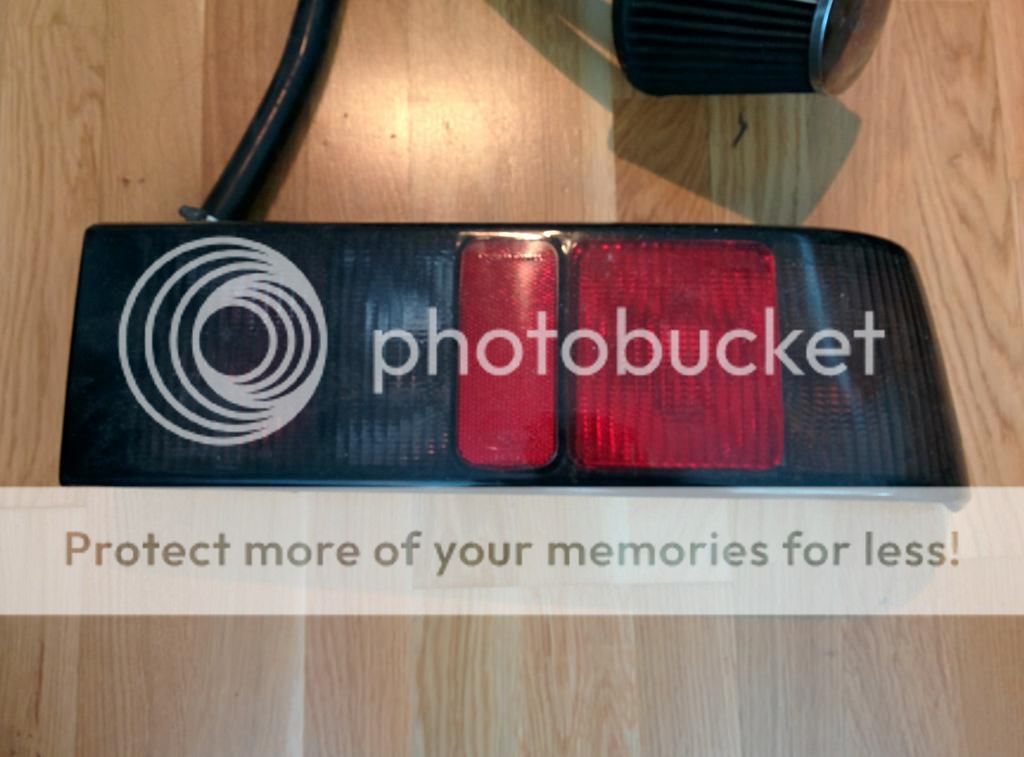 photobucket
Protect more of your memories for less!